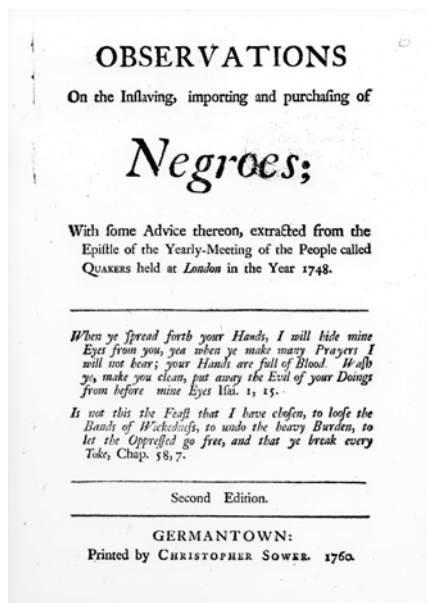 6
OBSERVATIONS
On the Inſlaving, importing and purchaſing of
Negroes;
With ſome Advice thereon, extracted from the
Epiſtle of the Yearly-Meeting of the People called
QUAKERS held at London in the Year 1748.
When ye ſpread forth your Hands, I will hide mine
Eyes from you, yea when ye make many Prayers I
will not hear; your Hands are full of Blood. Waſh
ye, make you clean, put away the Evil of your Doings
from before mine Eyes Iſai. 1, 15.
Is not this the Feaſt that I have choſen, to looſe the
Bands of Wickedneſs, to undo the heavy Burden, to
let the Oppreſſed go free, and that ye break every
Yoke, Chap. 58, 7.
Second Edition.
GERMANTOWN:
Printed by CHRISTOPHER SOWER. 1760.